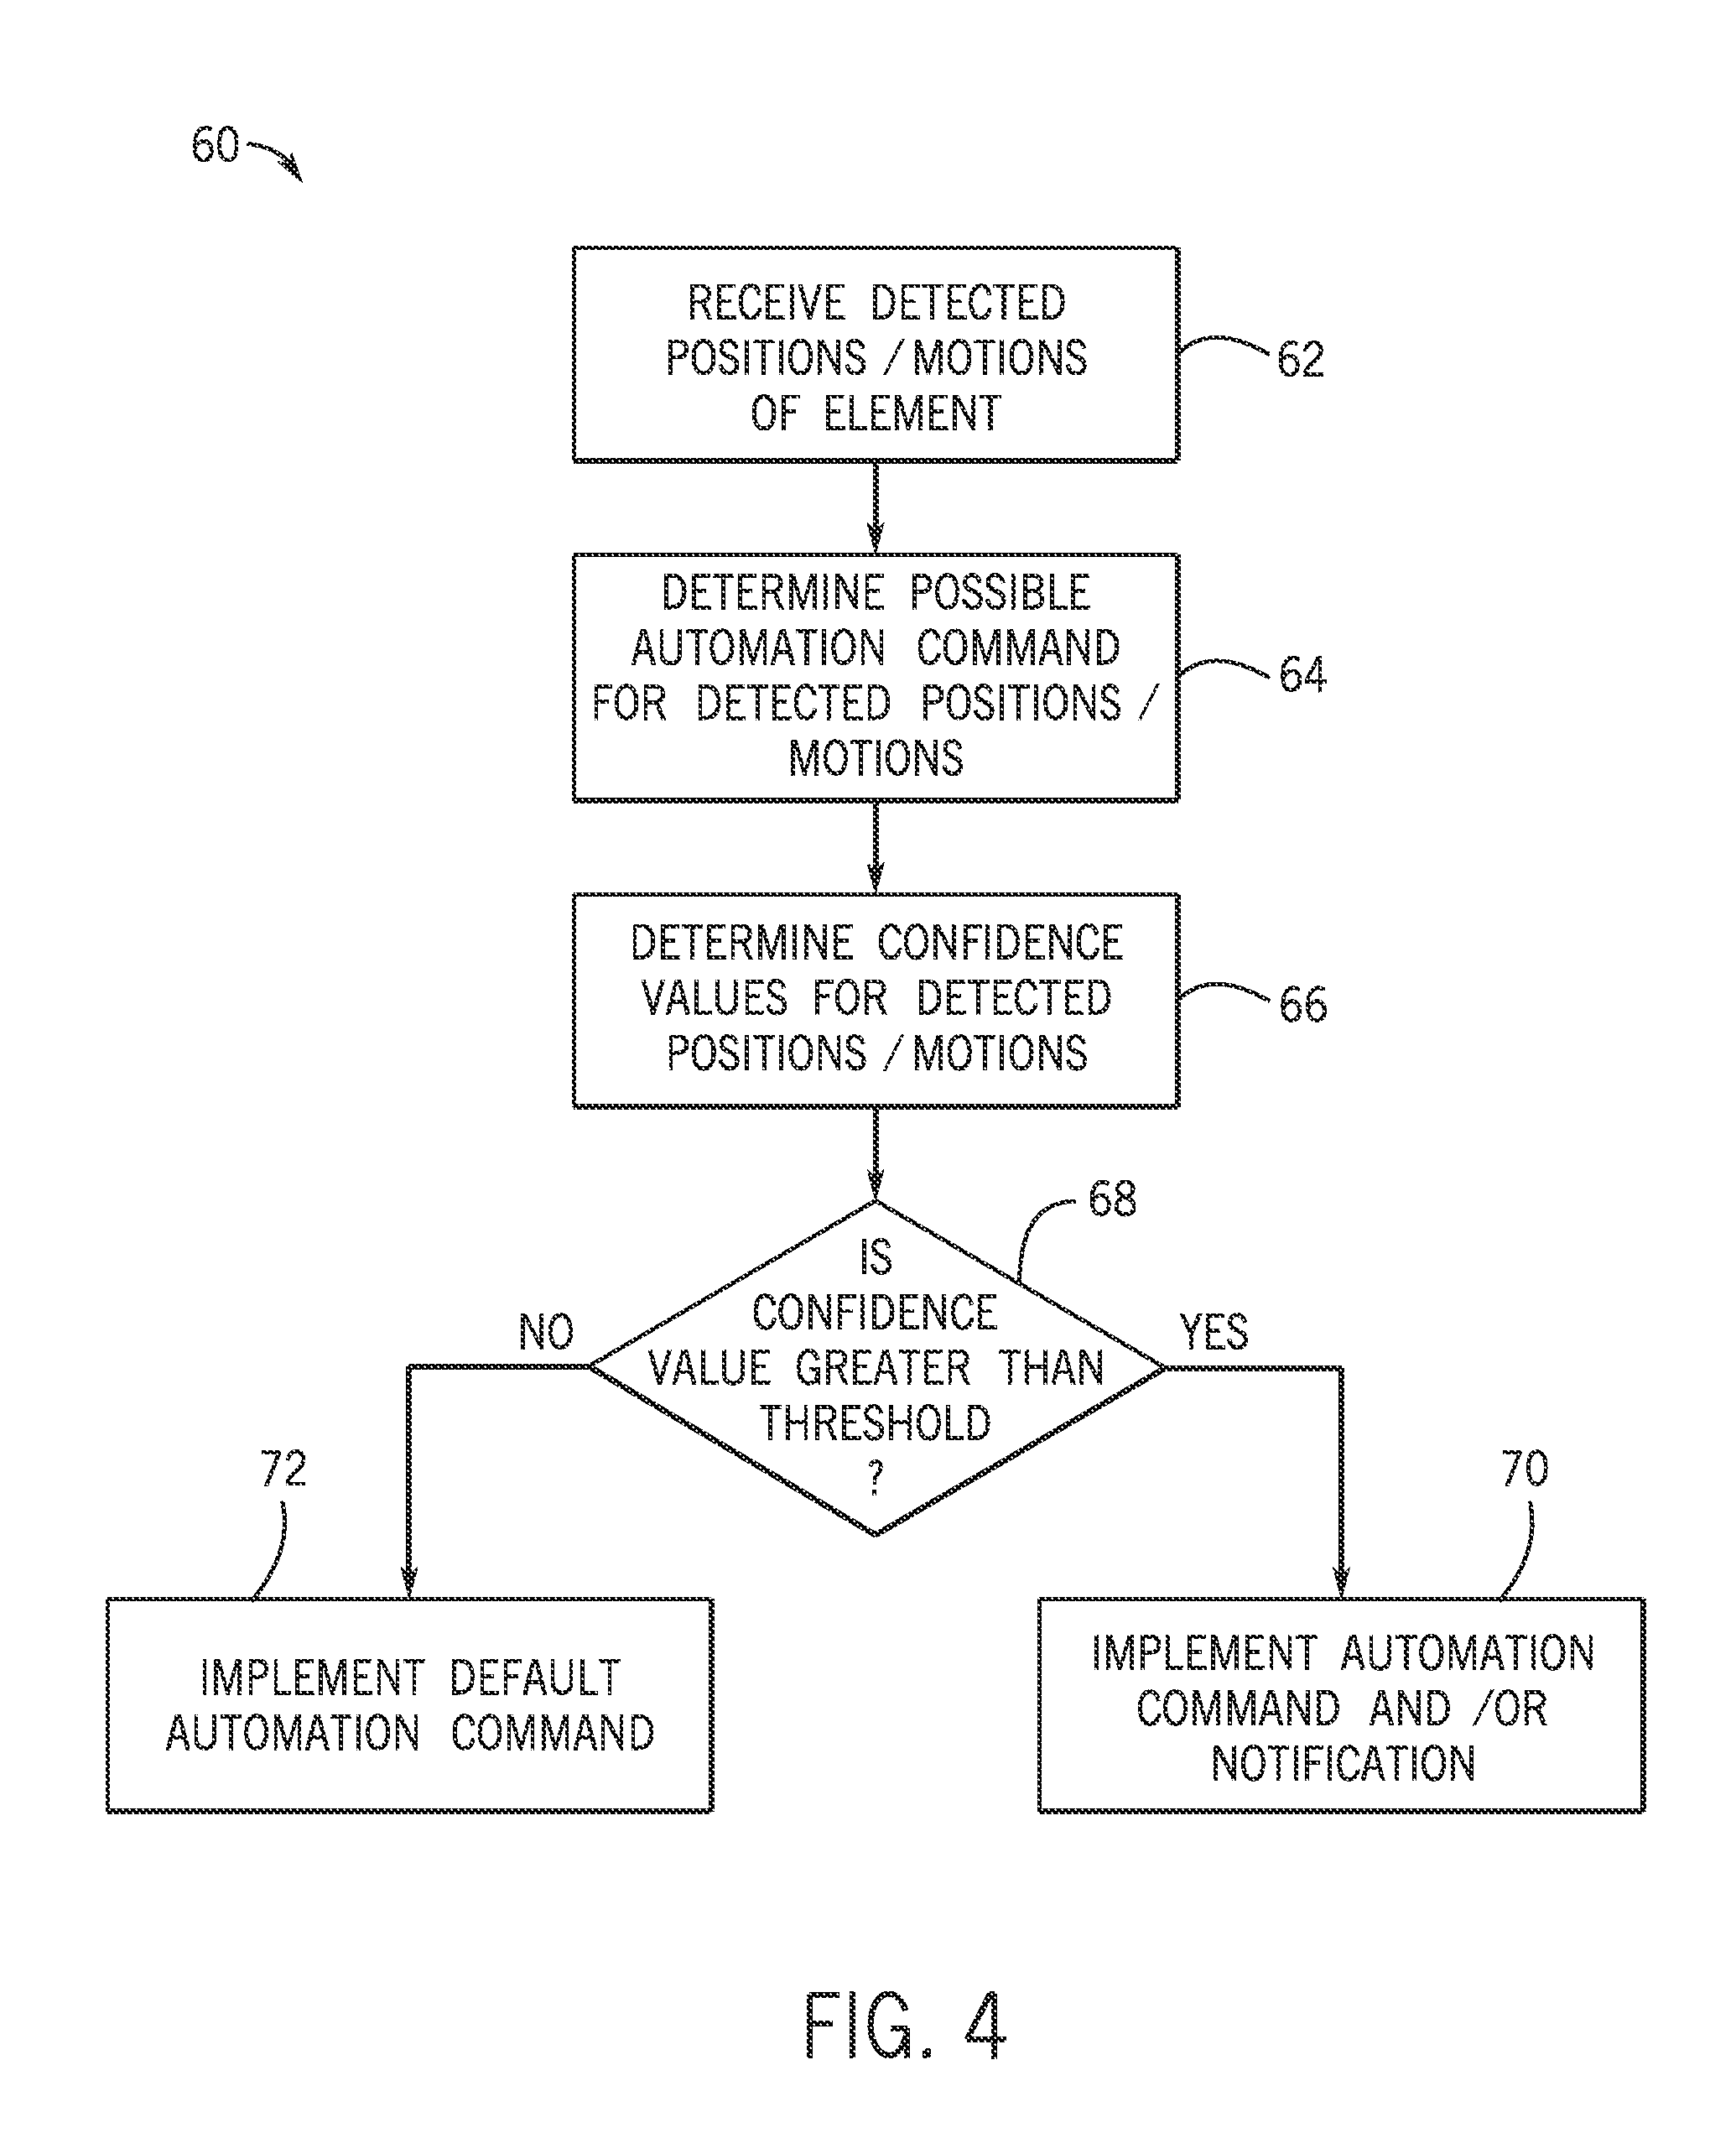 60
RECEIVE DETECTED
POSITIONS / MOTIONS
OF ELEMENT
62
DETERMINE POSSIBLE
AUTOMATION COMMAND
FOR DETECTED POSITIONS /
MOTIONS
64
DETERMINE CONFIDENCE
VALUES FOR DETECTED
POSITIONS / MOTIONS
66
68
IS
CONFIDENCE
VALUE GREATER THAN
THRESHOLD
?
NO
YES
72
IMPLEMENT DEFAULT
AUTOMATION COMMAND
70
IMPLEMENT AUTOMATION
COMMAND AND /OR
NOTIFICATION
FIG. 4